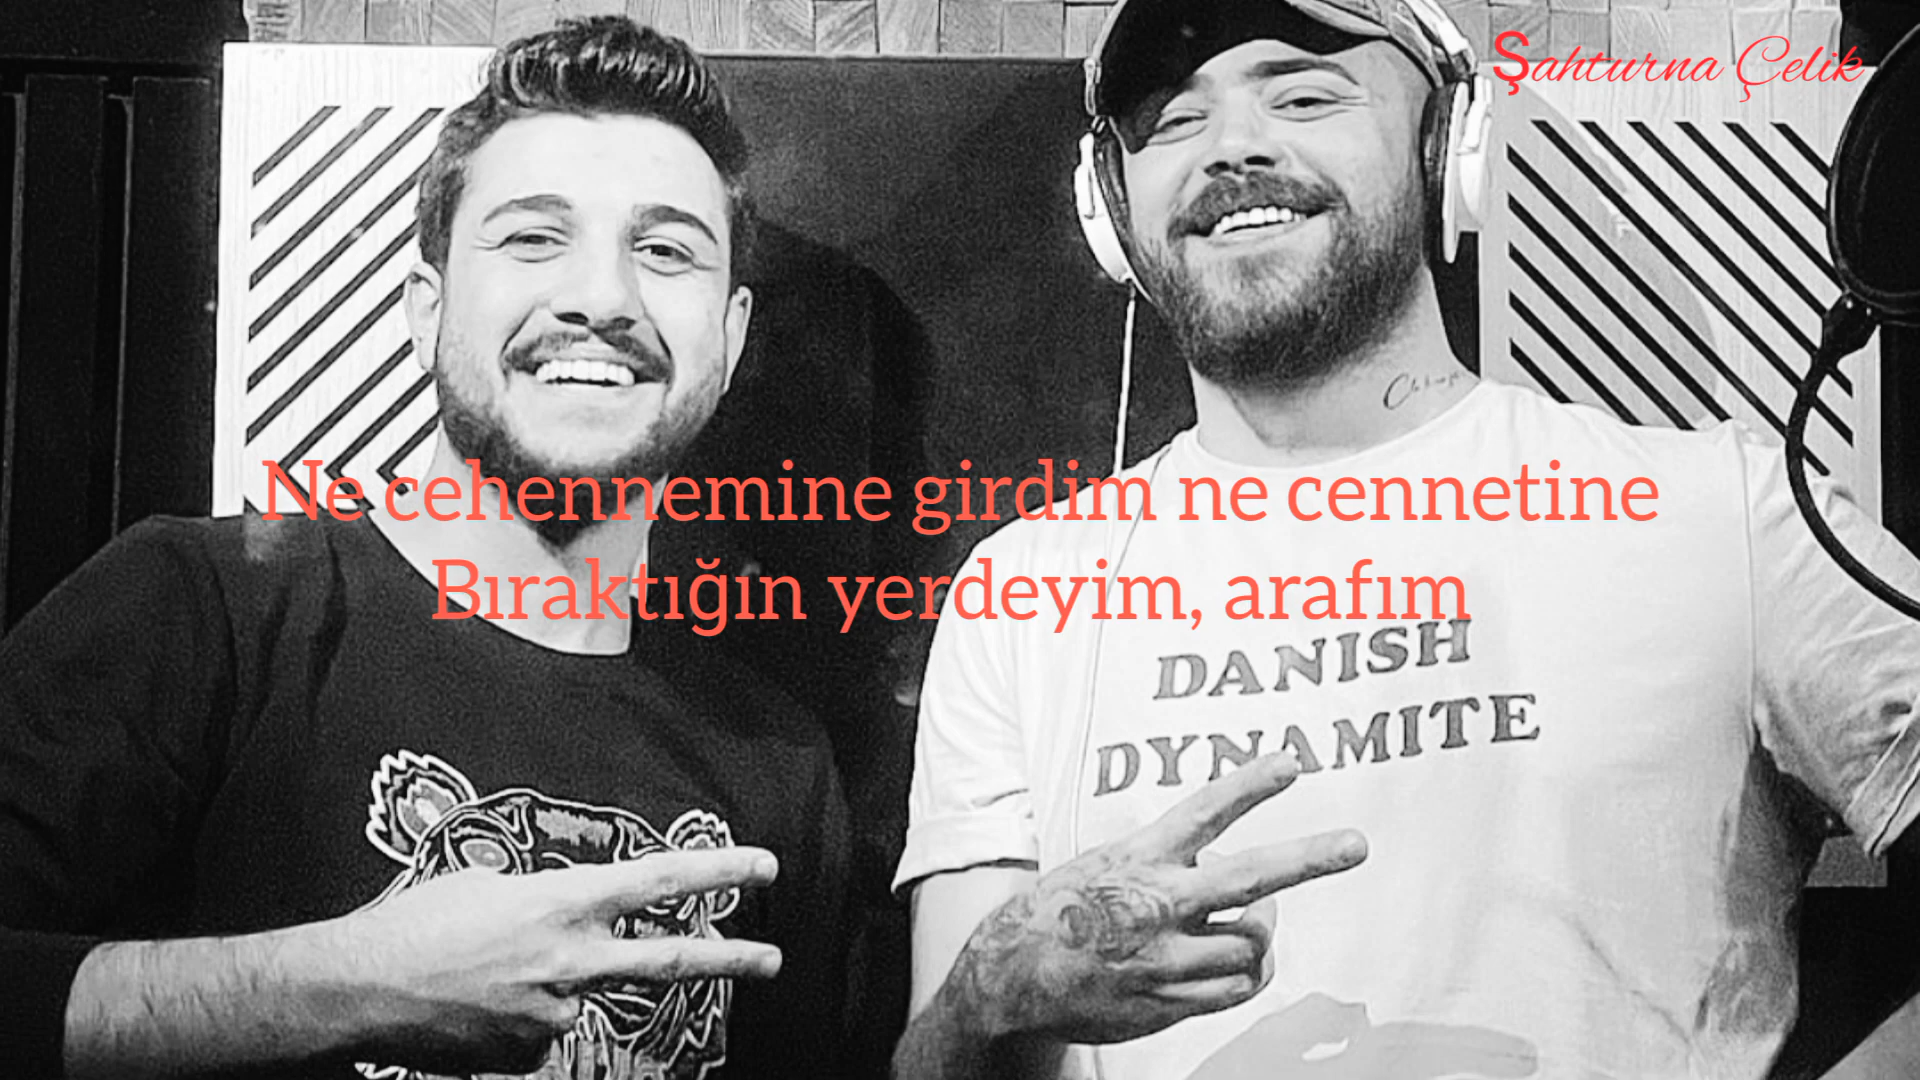 Şahturna Çelik
Ne cehennemine girdim ne cennetine
Bıraktığın yerdeyim, arafım
DANISH
DYNAMITE